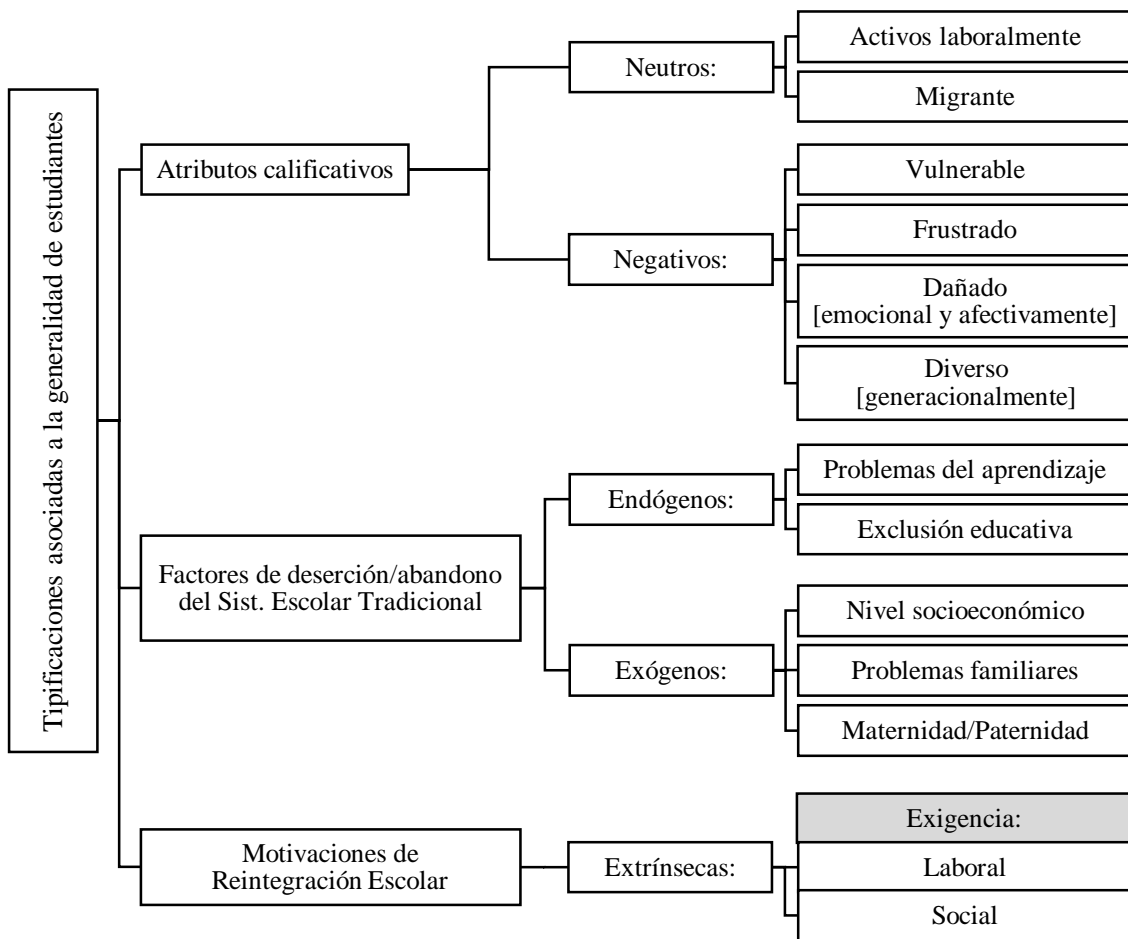 Tipificaciones asociadas a la generalidad de estudiantes
Atributos calificativos
Neutros:
Activos laboralmente
Migrante
Negativos:
Vulnerable
Frustrado
Dañado
[emocional y afectivamente]
Diverso
[generacionalmente]
Factores de deserción/abandono
del Sist. Escolar Tradicional
Endógenos:
Problemas del aprendizaje
Exclusión educativa
Exógenos:
Nivel socioeconómico
Problemas familiares
Maternidad/Paternidad
Motivaciones de
Reintegración Escolar
Extrínsecas:
Exigencia:
Laboral
Social